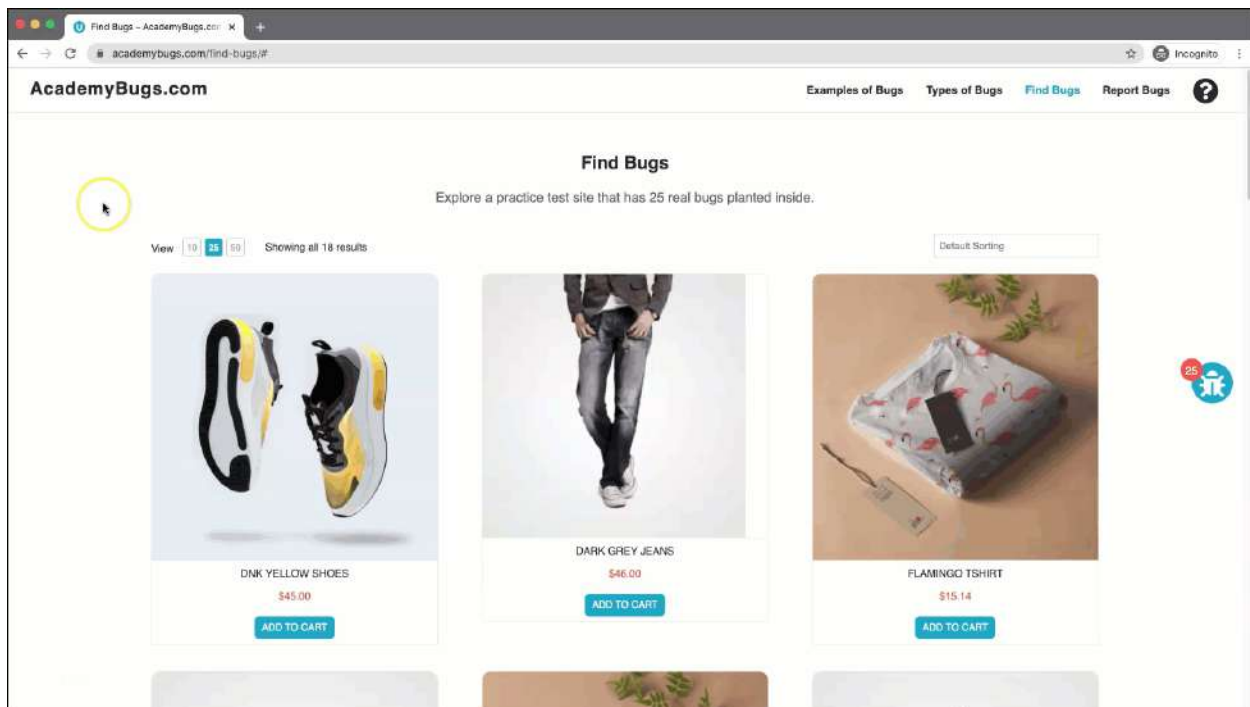 Find Bugs – AcademyBugs.com
academybugs.com/find-bugs/#
Incognito
AcademyBugs.com
Examples of Bugs Types of Bugs Find Bugs Report Bugs ?
Find Bugs
Explore a practice test site that has 25 real bugs planted inside.
View 10 25 50 Showing all 18 results
Default Sorting
25
DNK YELLOW SHOES
$45.00
ADD TO CART
DARK GREY JEANS
$46.00
ADD TO CART
FLAMINGO TSHIRT
$15.14
ADD TO CART